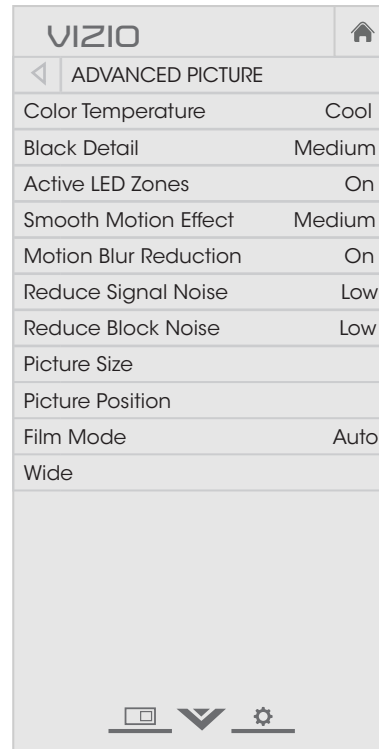 VIZIO
ADVANCED PICTURE
Color Temperature Cool
Black Detail Medium
Active LED Zones On
Smooth Motion Effect Medium
Motion Blur Reduction On
Reduce Signal Noise Low
Reduce Block Noise Low
Picture Size
Picture Position
Film Mode Auto
Wide